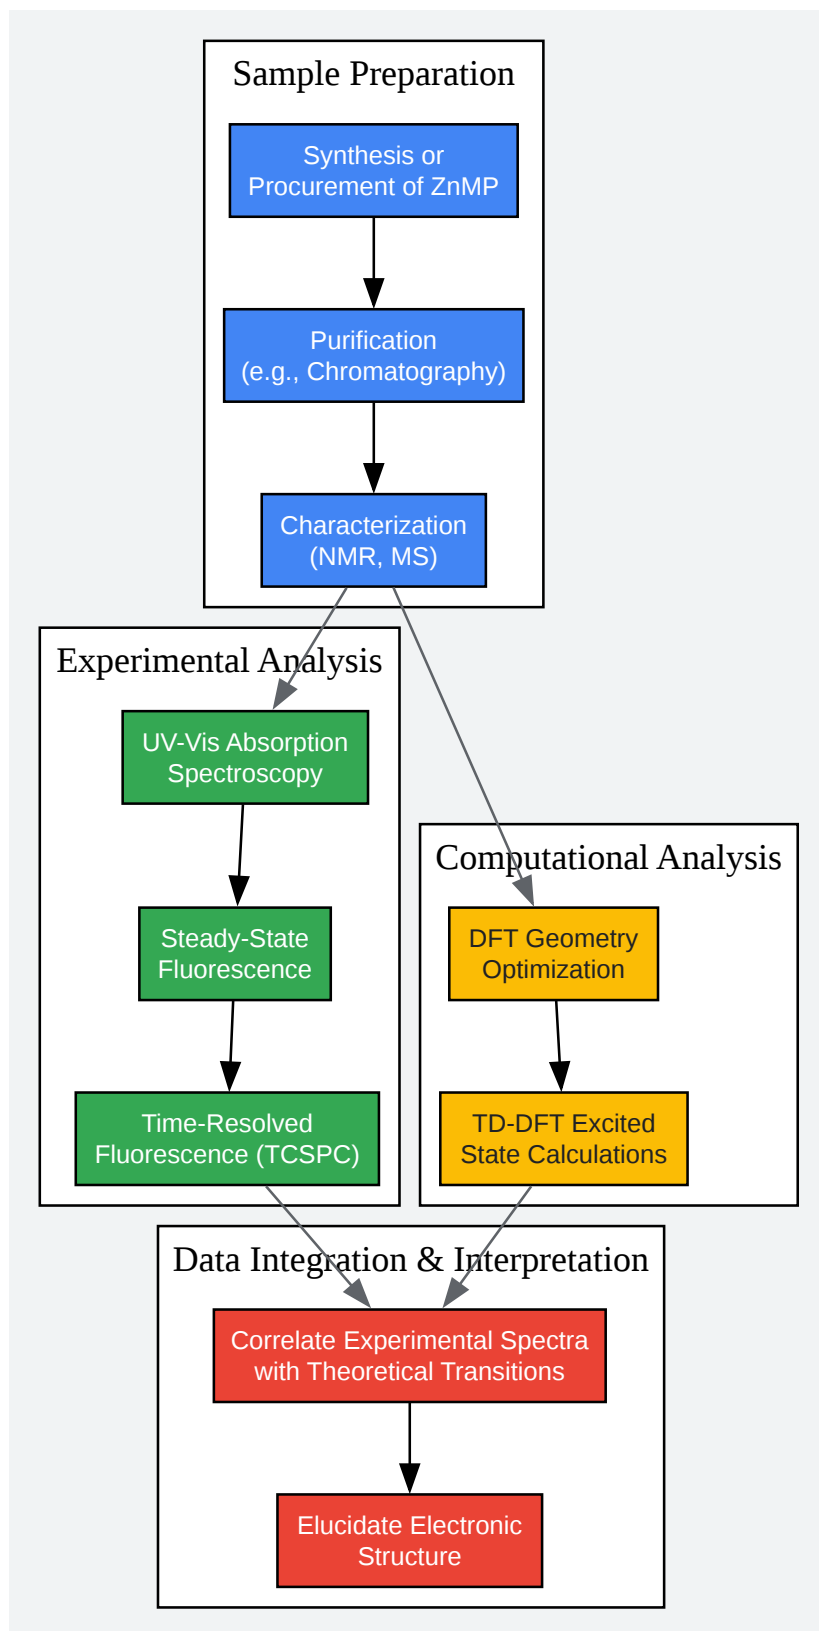 Sample Preparation
Synthesis or
Procurement of ZnMP
Purification
(e.g., Chromatography)
Characterization
(NMR, MS)
Experimental Analysis
UV-Vis Absorption
Spectroscopy
Steady-State
Fluorescence
Time-Resolved
Fluorescence (TCSPC)
Computational Analysis
DFT Geometry
Optimization
TD-DFT Excited
State Calculations
Data Integration & Interpretation
Correlate Experimental Spectra
with Theoretical Transitions
Elucidate Electronic
Structure